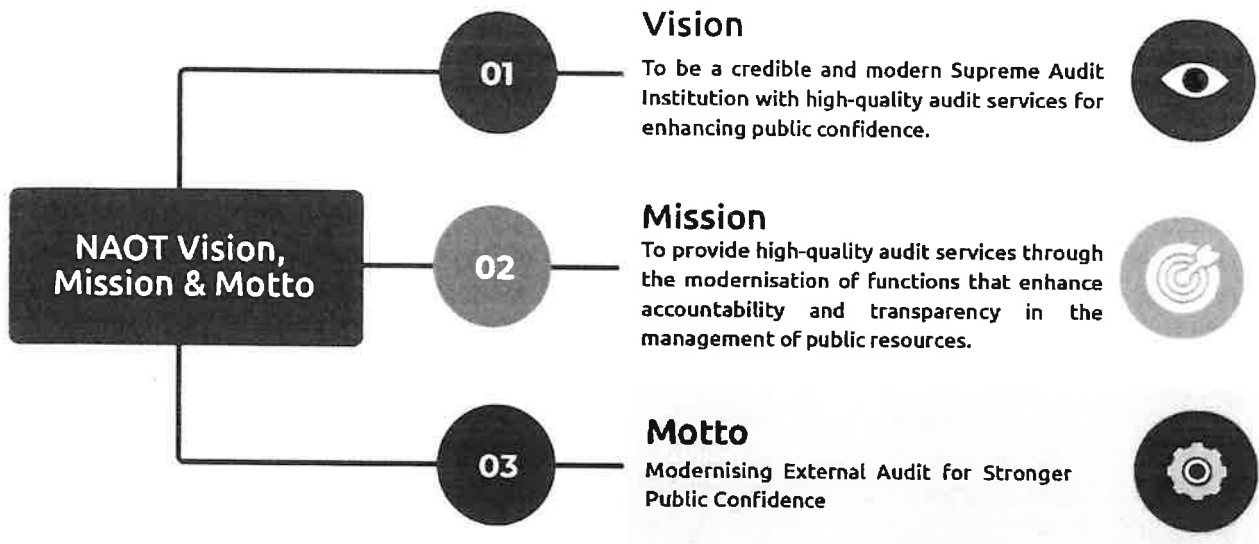 NAOT Vision,
Mission & Motto
01
Vision
To be a credible and modern Supreme Audit
Institution with high-quality audit services for
enhancing public confidence.
02
Mission
To provide high-quality audit services through
the modernisation of functions that enhance
accountability and transparency in the
management of public resources.
03
Motto
Modernising External Audit for Stronger
Public Confidence